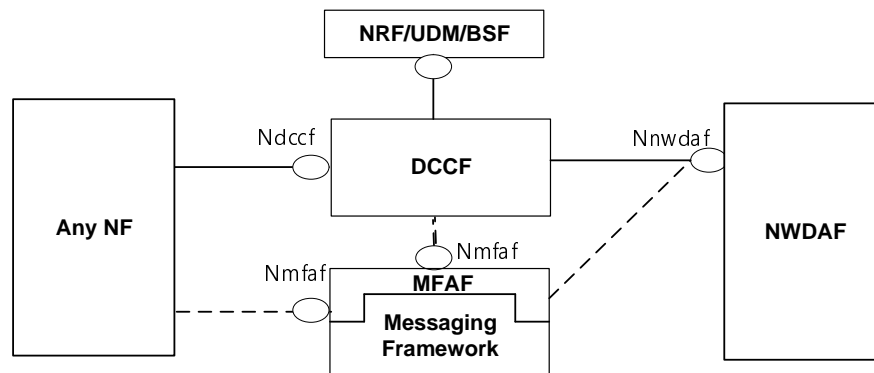 NRF/UDM/BSF
Ndccf
Nnwdaf
DCCF
Any NF
NWDAF
Nmfaf
Nmfaf
MFAF
Messaging
Framework